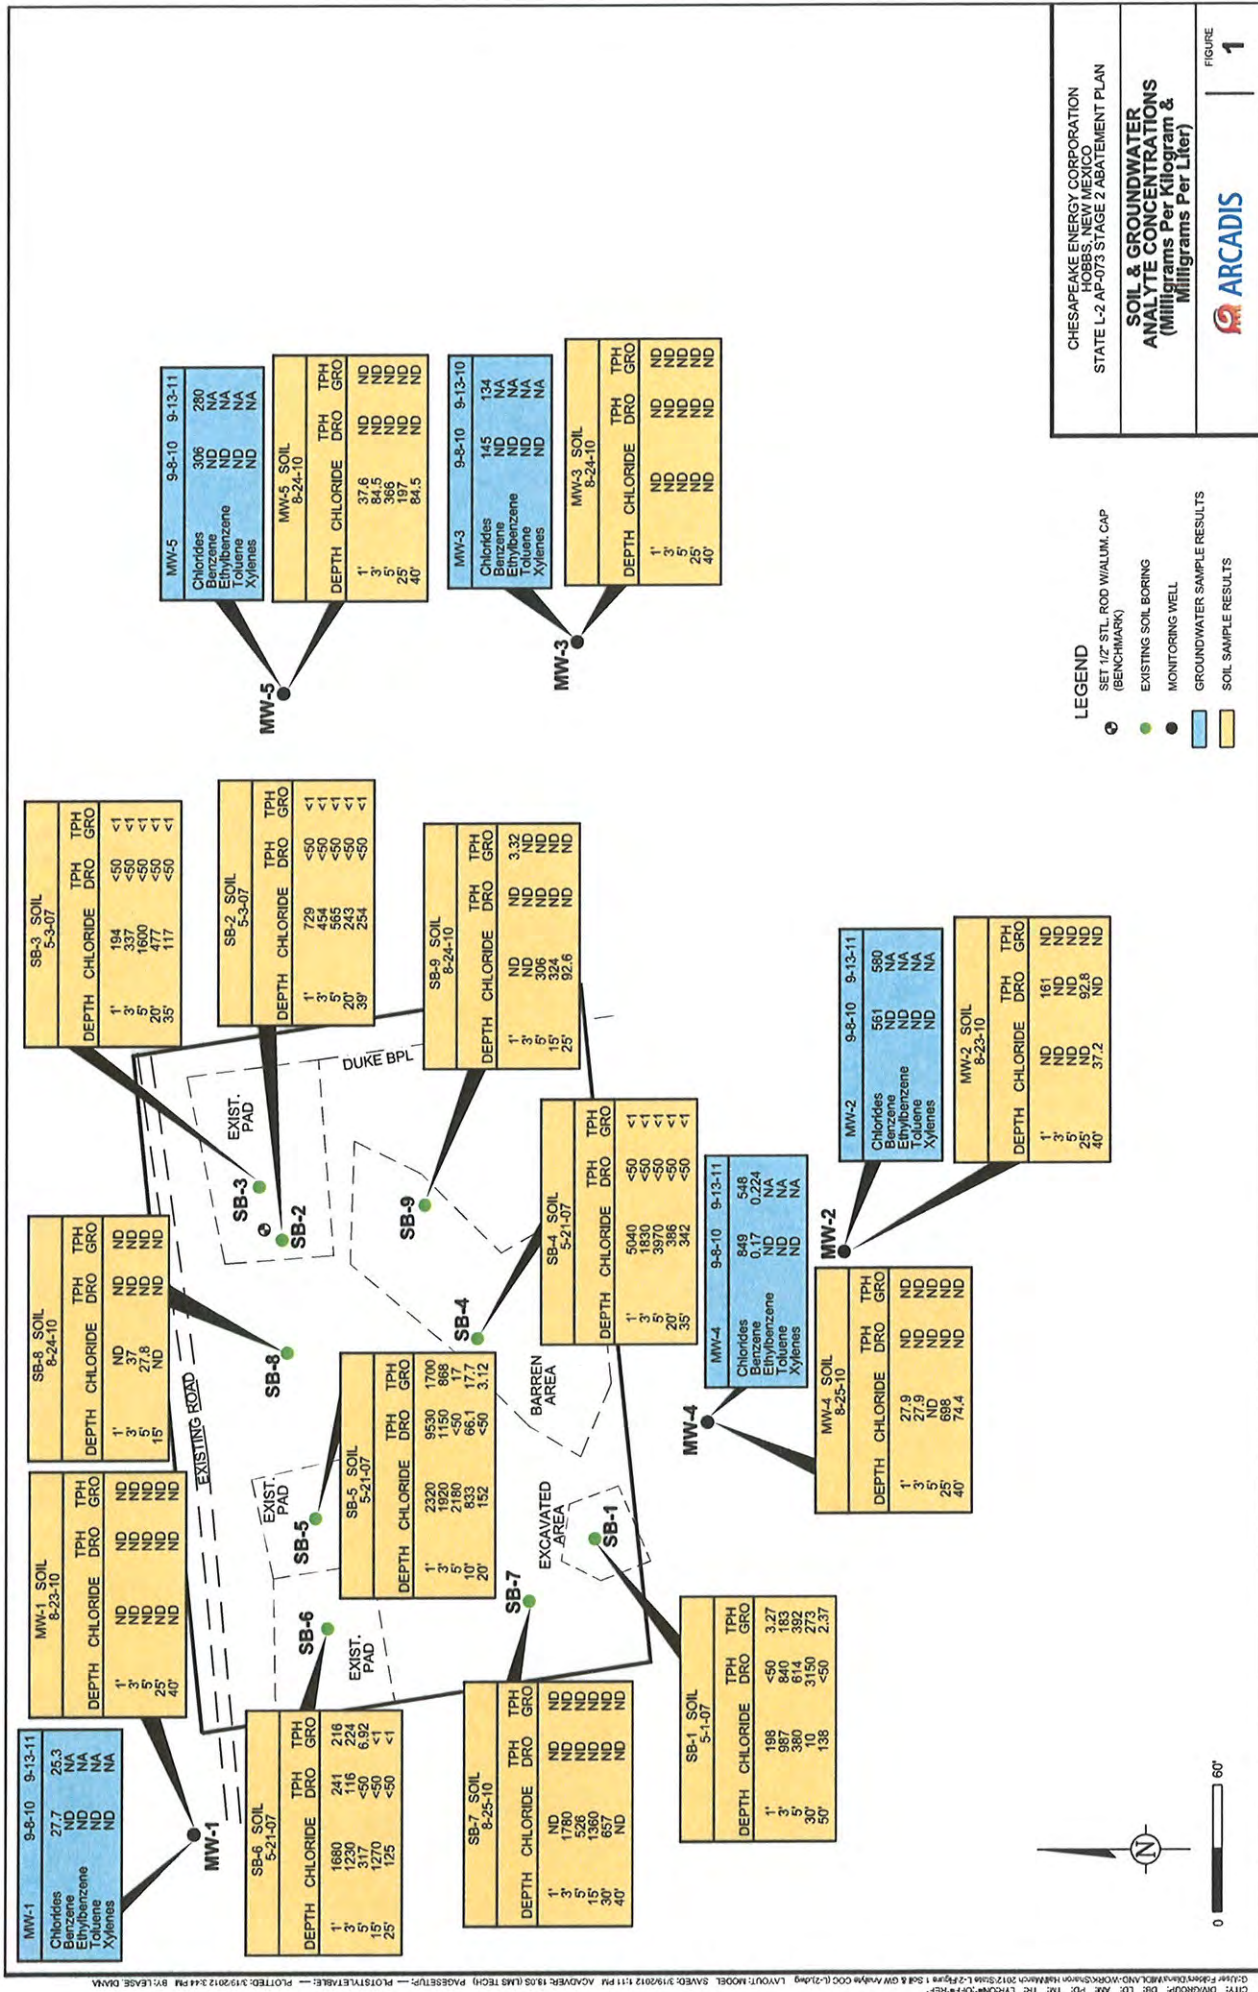 MW-1 9-8-10 9-13-11
Chlorides 27.7 25.3
Benzene ND NA
Ethylbenzene ND NA
Toluene ND NA
Xylenes ND NA
MW-1
MW-1 SOIL
8-23-10
DEPTH CHLORIDE TPH DRO TPH GRO
1' ND ND ND
3' ND ND ND
5' ND ND ND
25' ND ND ND
40' ND ND ND
SB-8 SOIL
8-24-10
DEPTH CHLORIDE TPH DRO TPH GRO
1' ND ND ND
3' 37 ND ND
5' 27.8 ND ND
15' ND ND ND
SB-3 SOIL
5-3-07
DEPTH CHLORIDE TPH DRO TPH GRO
1' 194 <50 <1
3' 337 <50 <1
5' 1600 <50 <1
20' 477 <50 <1
35' 117 <50 <1
SB-2 SOIL
5-3-07
DEPTH CHLORIDE TPH DRO TPH GRO
1' 729 <50 <1
3' 454 <50 <1
5' 565 <50 <1
20' 243 <50 <1
39' 254 <50 <1
MW-5 9-8-10 9-13-11
Chlorides 306 280
Benzene ND NA
Ethylbenzene ND NA
Toluene ND NA
Xylenes ND NA
MW-5
MW-5 SOIL
8-24-10
DEPTH CHLORIDE TPH DRO TPH GRO
1' 37.6 ND ND
3' 84.5 ND ND
5' 366 ND ND
25' 197 ND ND
40' 84.5 ND ND
EXISTING ROAD
EXIST. PAD
SB-3
SB-2
DUKE BPL
SB-8
EXIST. PAD
SB-5
SB-6
EXIST. PAD
SB-6 SOIL
5-21-07
DEPTH CHLORIDE TPH DRO TPH GRO
1' 1680 241 216
3' 1230 116 224
5' 317 <50 6.92
15' 1270 <50 <1
25' 125 <50 <1
SB-5 SOIL
5-21-07
DEPTH CHLORIDE TPH DRO TPH GRO
1' 2320 9530 1700
3' 1920 1150 868
5' 2180 <50 17
10' 833 66.1 17.7
20' 152 <50 3.12
SB-9
SB-9 SOIL
8-24-10
DEPTH CHLORIDE TPH DRO TPH GRO
1' ND ND 3.32
3' ND ND ND
5' 306 ND ND
15' 324 ND ND
25' 92.6 ND ND
MW-3 9-8-10 9-13-10
Chlorides 145 134
Benzene ND NA
Ethylbenzene ND NA
Toluene ND NA
Xylenes ND NA
MW-3
MW-3 SOIL
8-24-10
DEPTH CHLORIDE TPH DRO TPH GRO
1' ND ND ND
3' ND ND ND
5' ND ND ND
25' ND ND ND
40' ND ND ND
SB-7
SB-7 SOIL
8-25-10
DEPTH CHLORIDE TPH DRO TPH GRO
1' ND ND ND
3' 1780 ND ND
5' 526 ND ND
15' 1360 ND ND
30' 657 ND ND
40' ND ND ND
EXCAVATED AREA
SB-1
BARREN AREA
SB-4
SB-4 SOIL
5-21-07
DEPTH CHLORIDE TPH DRO TPH GRO
1' 5040 <50 <1
3' 1830 <50 <1
5' 3970 <50 <1
20' 386 <50 <1
35' 342 <50 <1
SB-1 SOIL
5-1-07
DEPTH CHLORIDE TPH DRO TPH GRO
1' 198 <50 3.27
3' 987 840 183
5' 380 614 392
30' 10 3150 273
50' 138 <50 2.37
MW-4
MW-4 9-8-10 9-13-11
Chlorides 849 548
Benzene 0.17 0.224
Ethylbenzene ND NA
Toluene ND NA
Xylenes ND NA
MW-4 SOIL
8-25-10
DEPTH CHLORIDE TPH DRO TPH GRO
1' 27.9 ND ND
3' 27.9 ND ND
5' ND ND ND
25' 698 ND ND
40' 74.4 ND ND
MW-2
MW-2 9-8-10 9-13-11
Chlorides 561 580
Benzene ND NA
Ethylbenzene ND NA
Toluene ND NA
Xylenes ND NA
MW-2 SOIL
8-23-10
DEPTH CHLORIDE TPH DRO TPH GRO
1' ND 161 ND
3' ND ND ND
5' ND ND ND
25' ND 92.8 ND
40' 37.2 ND ND
N
0 60'
LEGEND
SET 1/2" STL. ROD W/ALUM. CAP
(BENCHMARK)
EXISTING SOIL BORING
MONITORING WELL
GROUNDWATER SAMPLE RESULTS
SOIL SAMPLE RESULTS
CHESAPEAKE ENERGY CORPORATION
HOBBS, NEW MEXICO
STATE L-2 AP-073 STAGE 2 ABATEMENT PLAN
SOIL & GROUNDWATER
ANALYTE CONCENTRATIONS
(Milligrams Per Kilogram &
Milligrams Per Liter)
ARCADIS
FIGURE
1